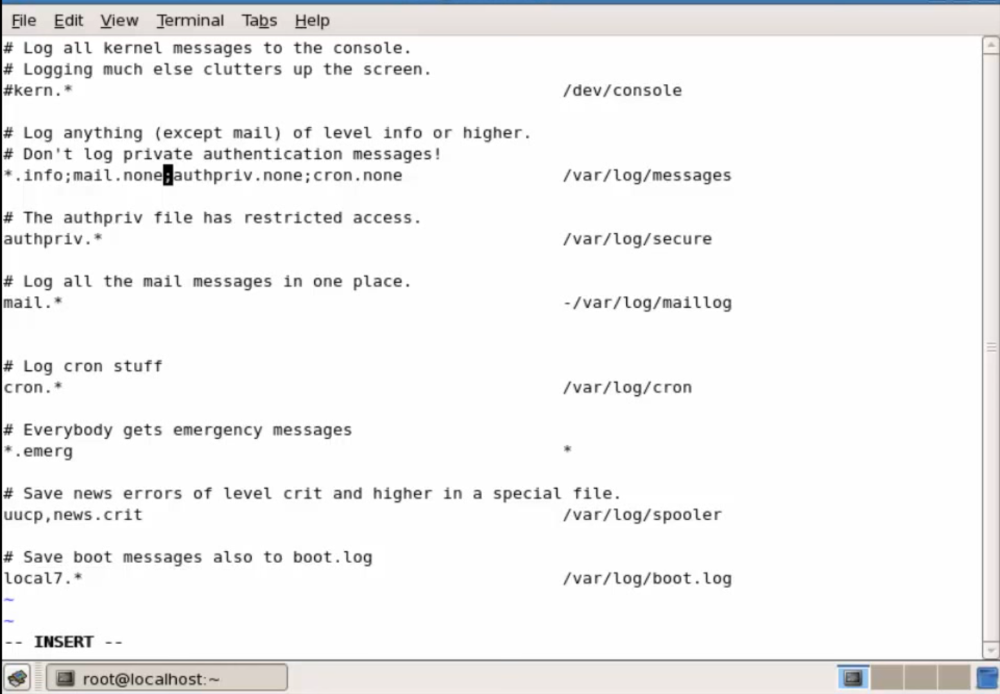 File Edit View Terminal Tabs Help
# Log all kernel messages to the console.
# Logging much else clutters up the screen.
#kern.* /dev/console
# Log anything (except mail) of level info or higher.
# Don't log private authentication messages!
*.info;mail.none;authpriv.none;cron.none /var/log/messages
# The authpriv file has restricted access.
authpriv.* /var/log/secure
# Log all the mail messages in one place.
mail.* -/var/log/maillog
# Log cron stuff
cron.* /var/log/cron
# Everybody gets emergency messages
*.emerg *
# Save news errors of level crit and higher in a special file.
uucp,news.crit /var/log/spooler
# Save boot messages also to boot.log
local7.* /var/log/boot.log
~
~
-- INSERT --
root@localhost:~